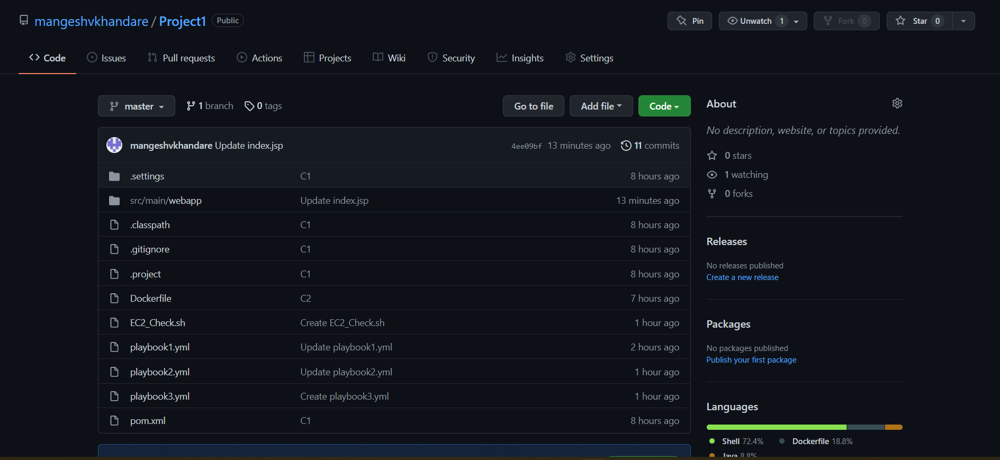 mangeshvkhandare / Project1 Public
Pin Unwatch 1 Fork 0 Star 0
Code Issues Pull requests Actions Projects Wiki Security Insights Settings
master 1 branch 0 tags Go to file Add file Code
mangeshvkhandare Update index.jsp 4ee09bf 13 minutes ago 11 commits
.settings C1 8 hours ago
src/main/webapp Update index.jsp 13 minutes ago
.classpath C1 8 hours ago
.gitignore C1 8 hours ago
.project C1 8 hours ago
Dockerfile C2 7 hours ago
EC2_Check.sh Create EC2_Check.sh 1 hour ago
playbook1.yml Update playbook1.yml 2 hours ago
playbook2.yml Update playbook2.yml 1 hour ago
playbook3.yml Create playbook3.yml 1 hour ago
pom.xml C1 8 hours ago
About
No description, website, or topics provided.
0 stars
1 watching
0 forks
Releases
No releases published
Create a new release
Packages
No packages published
Publish your first package
Languages
Shell 72.4% Dockerfile 18.8%
Java 8.8%